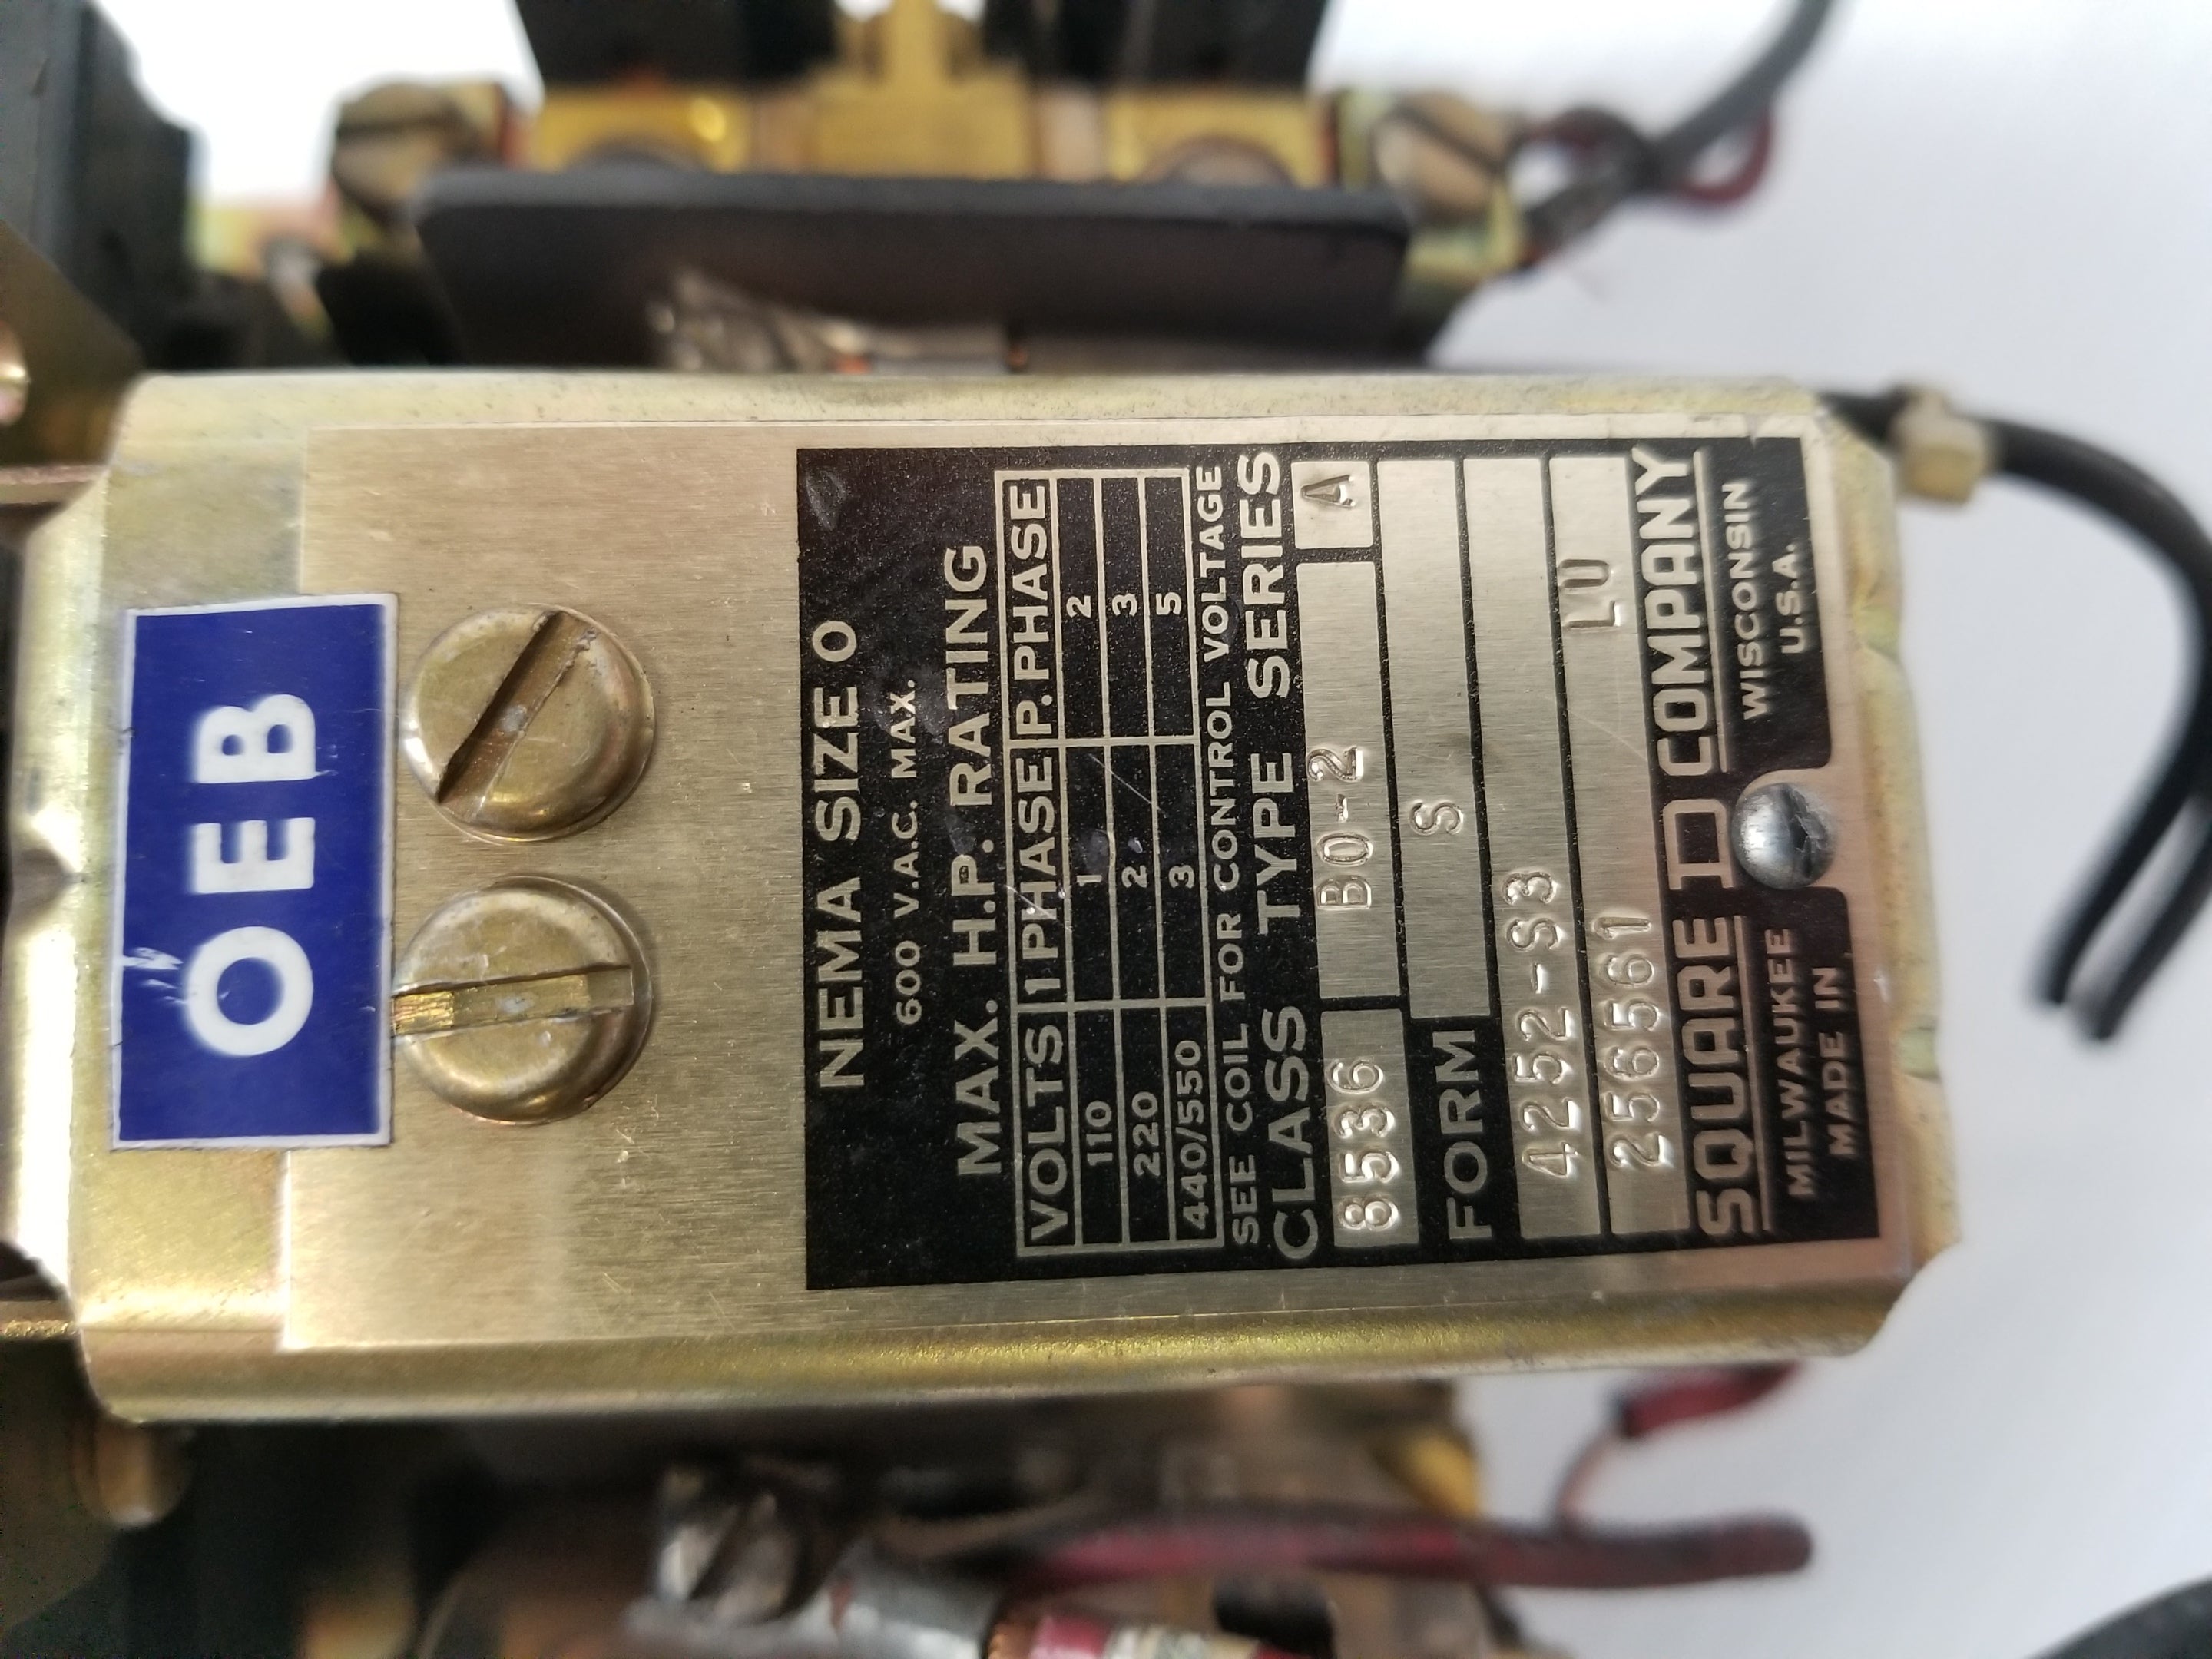 OEB
NEMA SIZE 0
600 V.A.C. MAX.
MAX. H.P. RATING
VOLTS 1 PHASE P. PHASE
110 1 2
220 2 3
440/550 3 5
SEE COIL FOR CONTROL VOLTAGE
CLASS TYPE SERIES
8536 BO-2 A
FORM S
4252-S3
256561 LU
SQUARE D COMPANY
MILWAUKEE WISCONSIN
MADE IN U.S.A.